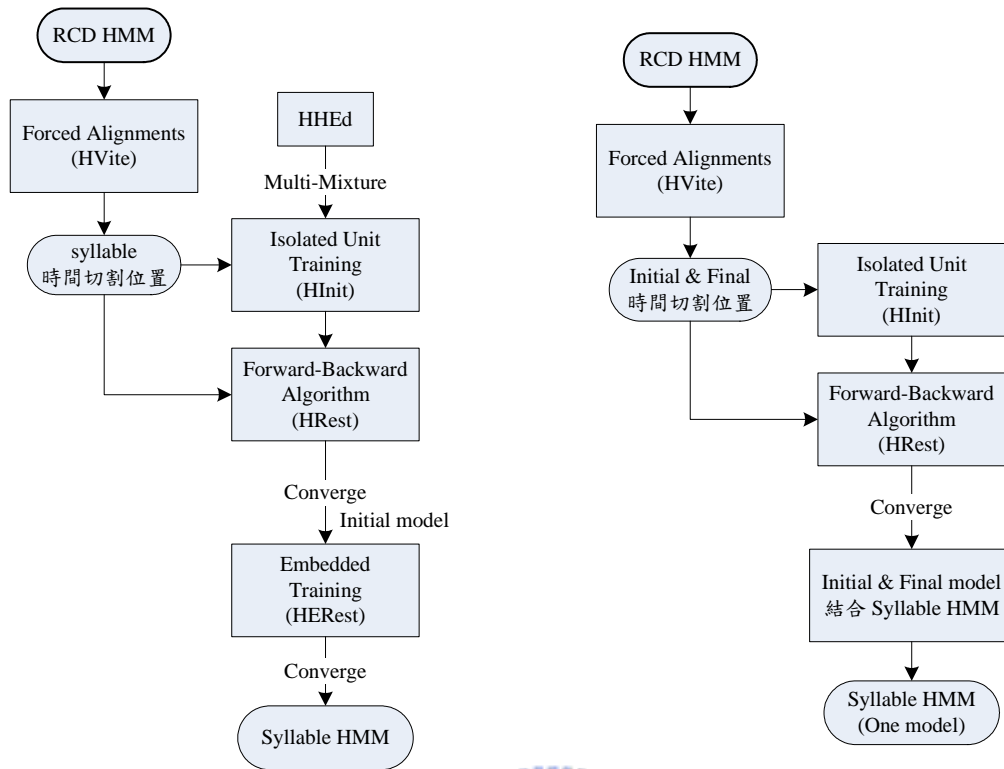 RCD HMM
Forced Alignments
(HVite)
syllable
時間切割位置
HHEd
Multi-Mixture
Isolated Unit
Training
(HInit)
Forward-Backward
Algorithm
(HRest)
Converge
Initial model
Embedded
Training
(HERest)
Converge
Syllable HMM
RCD HMM
Forced Alignments
(HVite)
Initial & Final
時間切割位置
Isolated Unit
Training
(HInit)
Forward-Backward
Algorithm
(HRest)
Converge
Initial & Final model
結合 Syllable HMM
Syllable HMM
(One model)